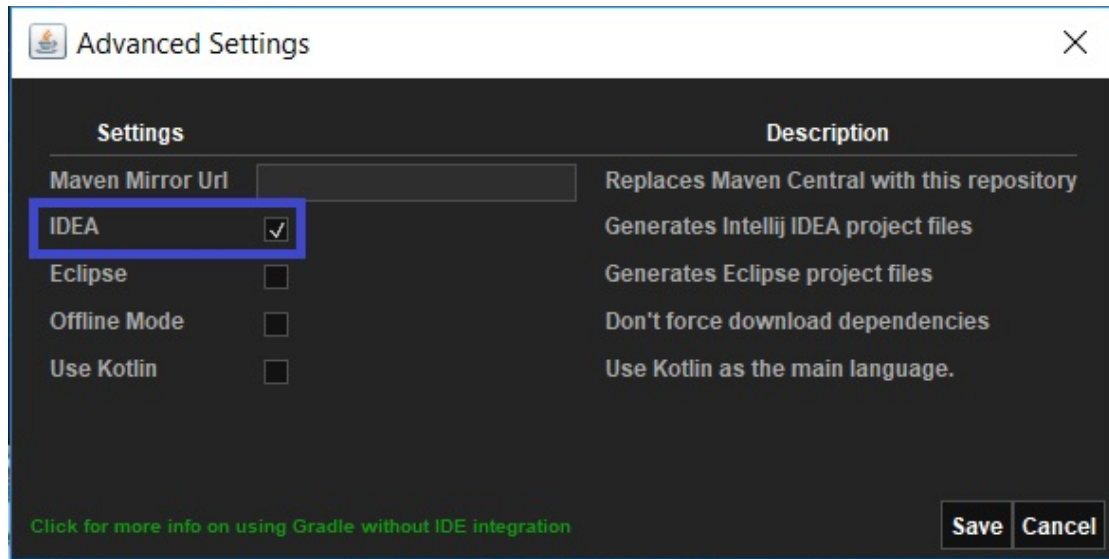 Advanced Settings
Settings Description
Maven Mirror Url Replaces Maven Central with this repository
IDEA Generates Intellij IDEA project files
Eclipse Generates Eclipse project files
Offline Mode Don't force download dependencies
Use Kotlin Use Kotlin as the main language.
Click for more info on using Gradle without IDE integration
Save Cancel